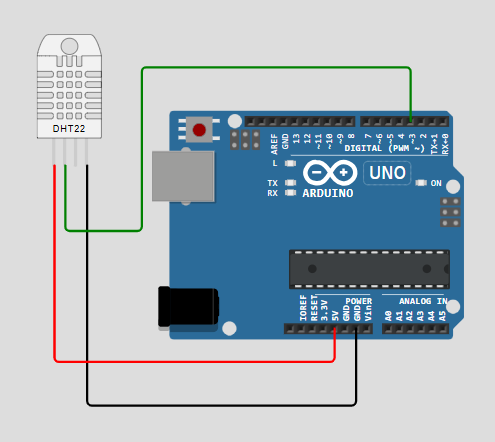 DHT22
AREF
GND
13
12
~11
~10
~9
8
7
~6
~5
4
~3
2
TX→1
RX←0
DIGITAL (PWM ~)
L
TX
RX
ARDUINO
UNO
ON
IOREF
RESET
3.3V
5V
GND
GND
Vin
POWER
ANALOG IN
A0
A1
A2
A3
A4
A5